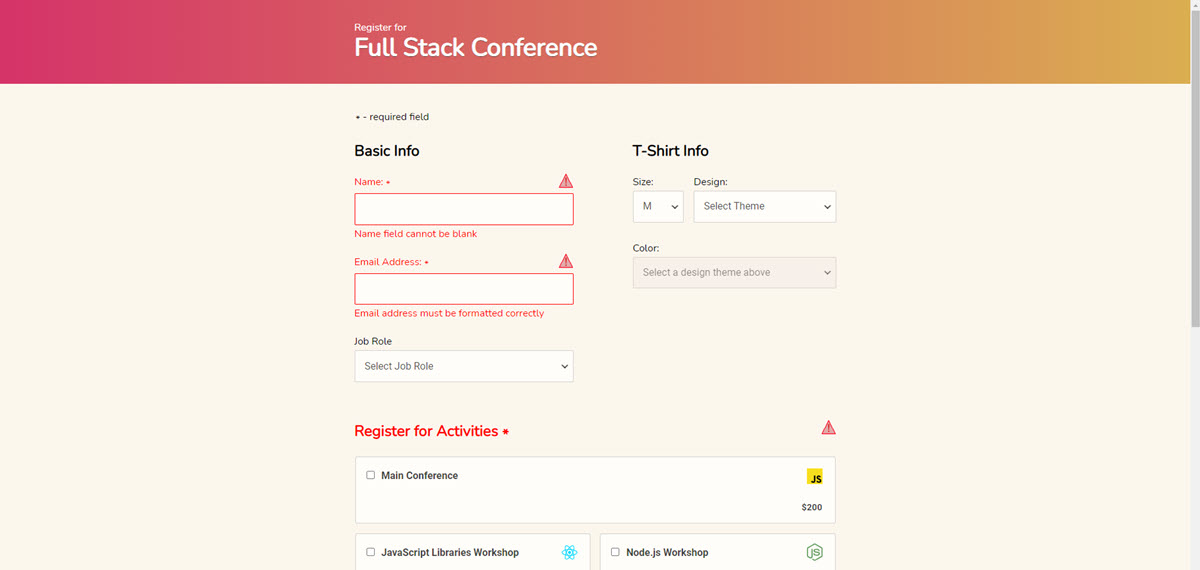 Register for
Full Stack Conference
* - required field
Basic Info
Name: *
Name field cannot be blank
Email Address: *
Email address must be formatted correctly
Job Role
Select Job Role
T-Shirt Info
Size:
M
Design:
Select Theme
Color:
Select a design theme above
Register for Activities *
Main Conference
JS
$200
JavaScript Libraries Workshop
Node.js Workshop
JS